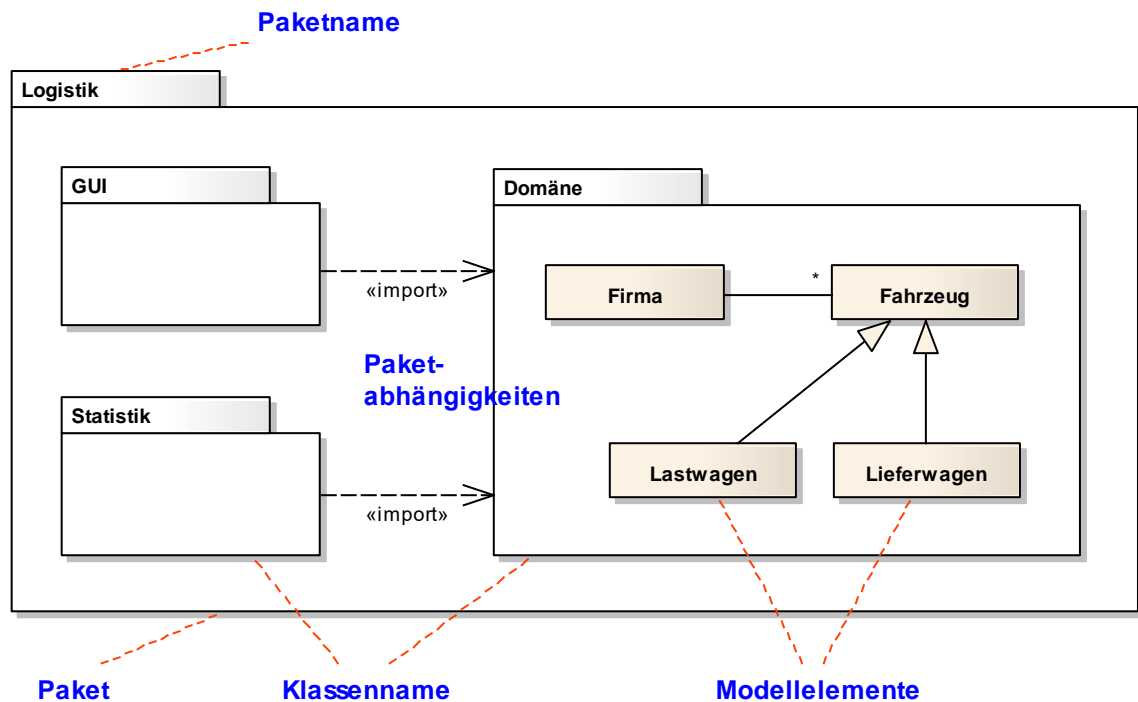 Paketname
Logistik
GUI
Domäne
«import»
Firma
*
Fahrzeug
Paket-
abhängigkeiten
Statistik
«import»
Lastwagen
Lieferwagen
Paket
Klassenname
Modellelemente